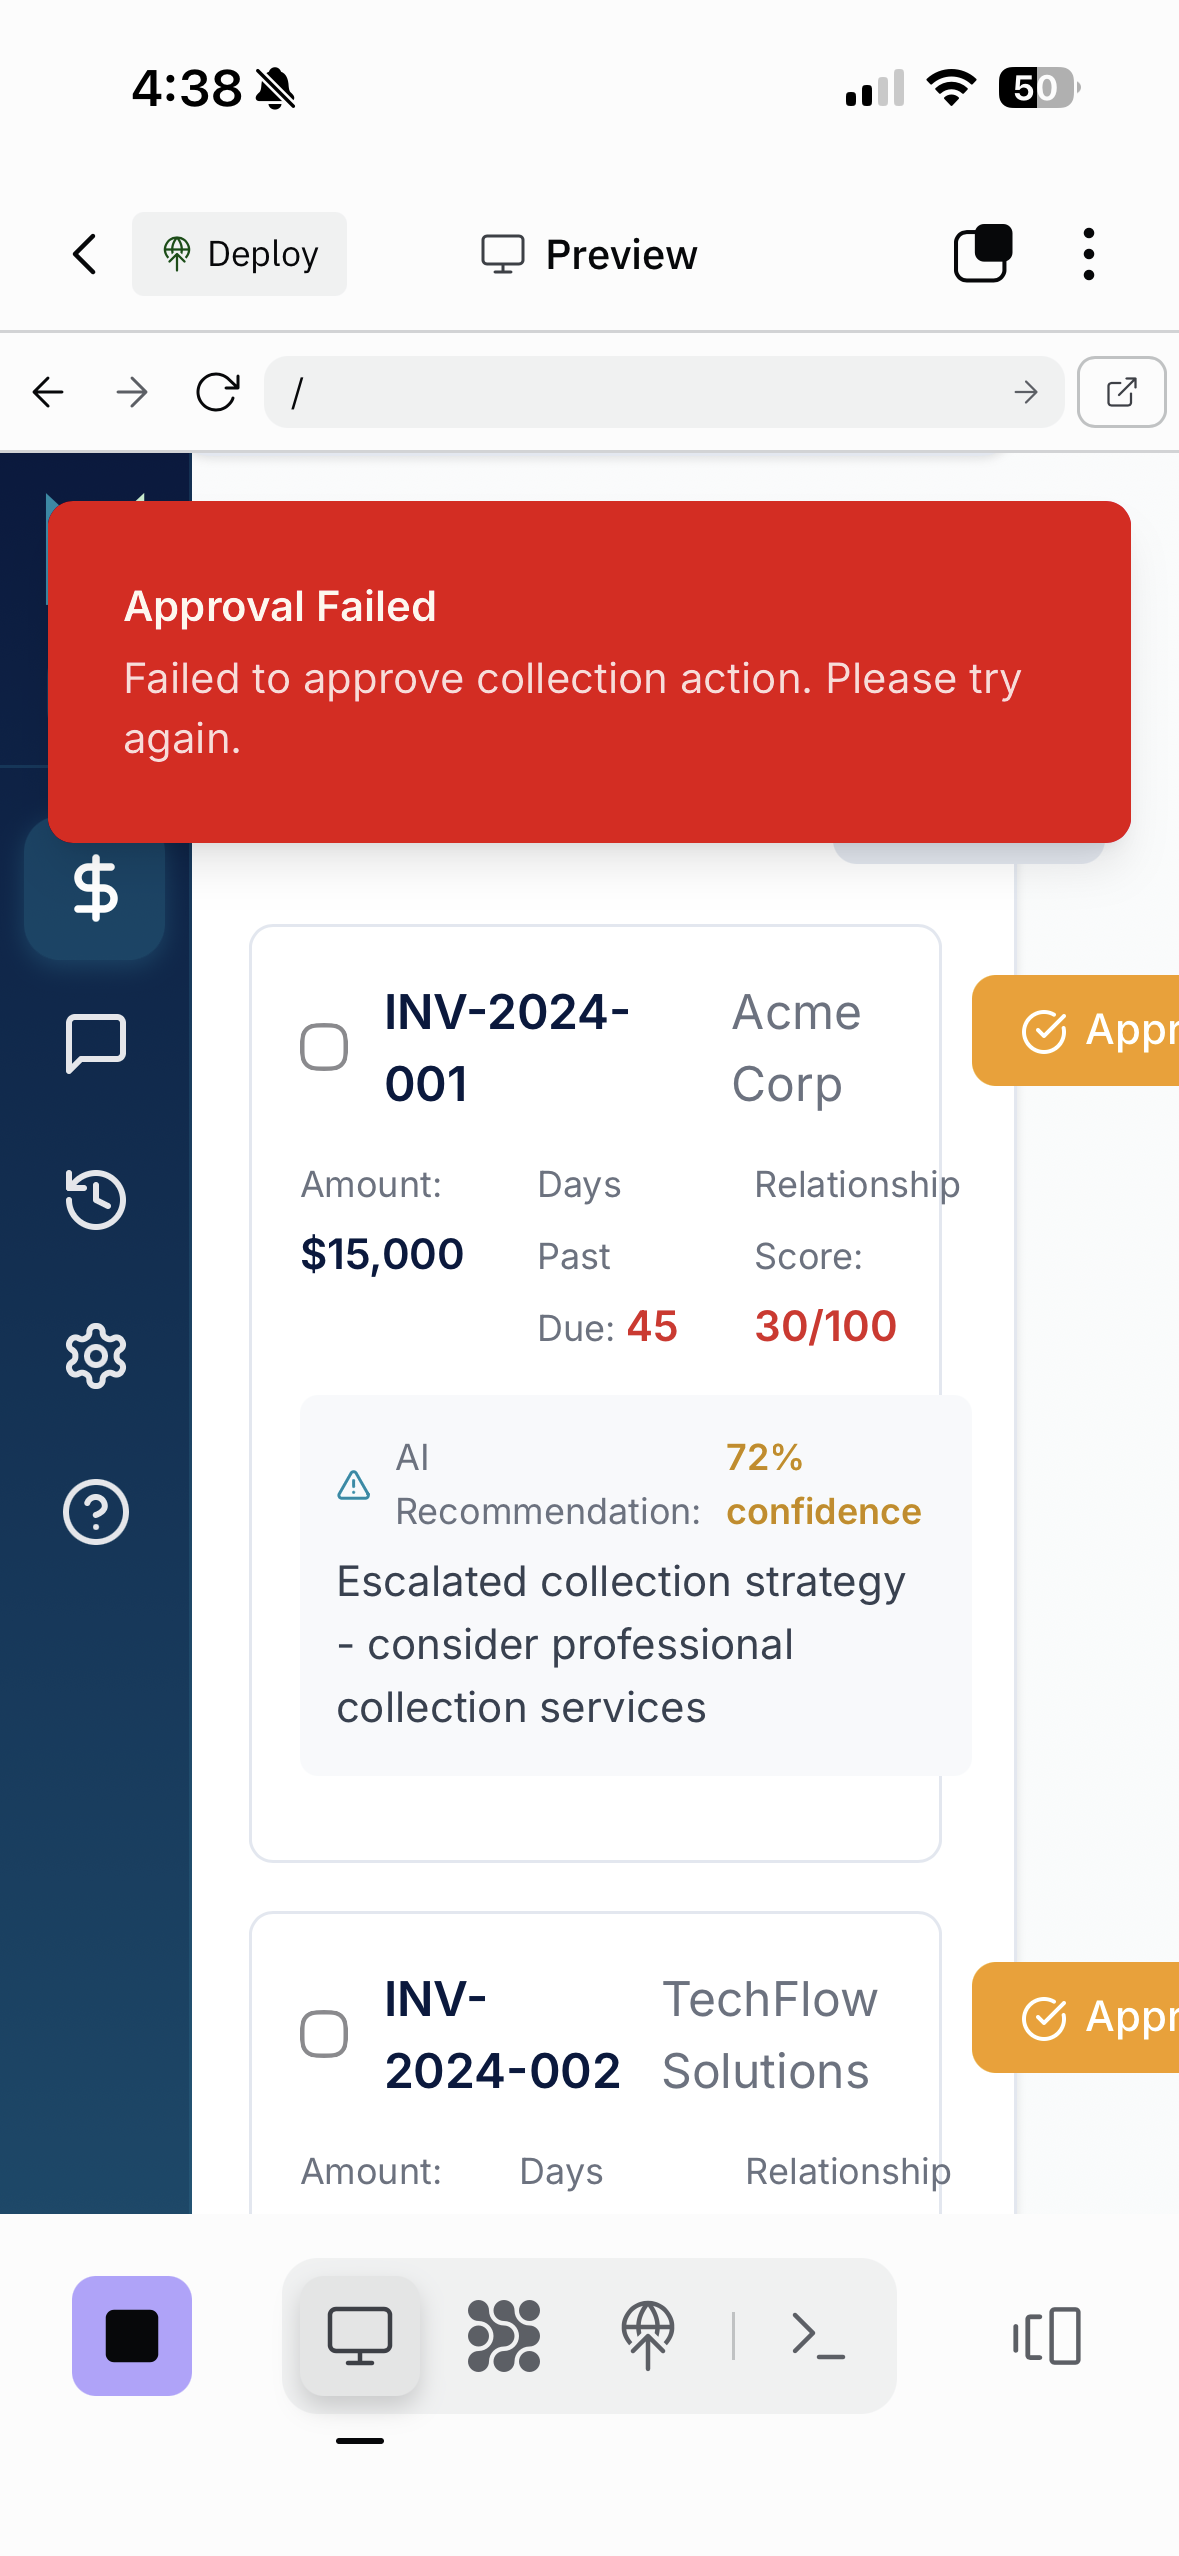 4:38
50
Deploy
Preview
/
Approval Failed
Failed to approve collection action. Please try
again.
INV-2024-
001
Acme
Corp
Appr
Amount:
$15,000
Days
Past
Due: 45
Relationship
Score:
30/100
AI
Recommendation:
72%
confidence
Escalated collection strategy
- consider professional
collection services
INV-
2024-002
TechFlow
Solutions
Appr
Amount:
Days
Relationship